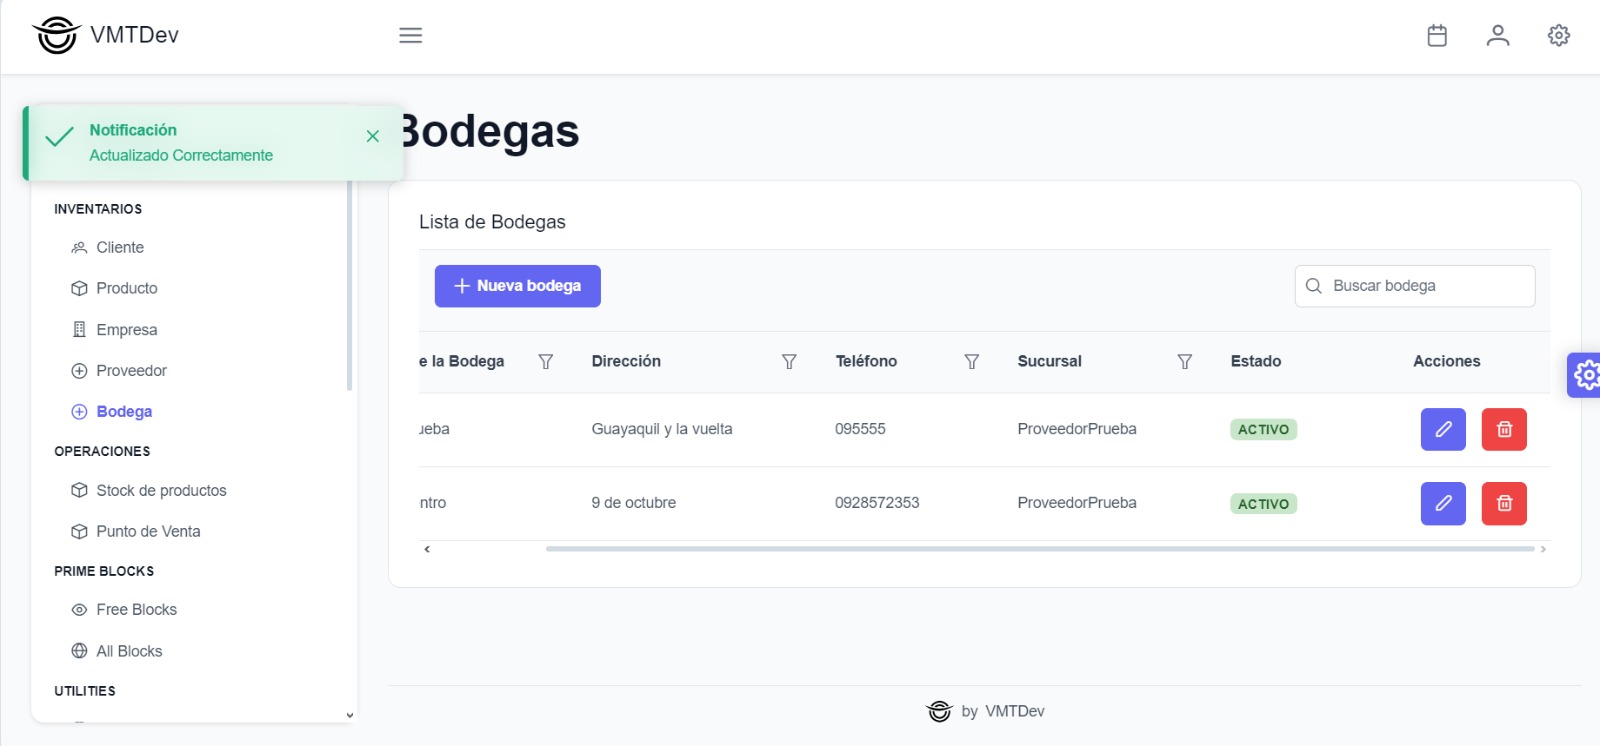 VMTDev
Notificación
Actualizado Correctamente
INVENTARIOS
Cliente
Producto
Empresa
Proveedor
Bodega
OPERACIONES
Stock de productos
Punto de Venta
PRIME BLOCKS
Free Blocks
All Blocks
UTILITIES
Bodegas
Lista de Bodegas
Nueva bodega
Buscar bodega
e la Bodega Dirección Teléfono Sucursal Estado Acciones
ueba Guayaquil y la vuelta 095555 ProveedorPrueba ACTIVO
ntro 9 de octubre 0928572353 ProveedorPrueba ACTIVO
by VMTDev